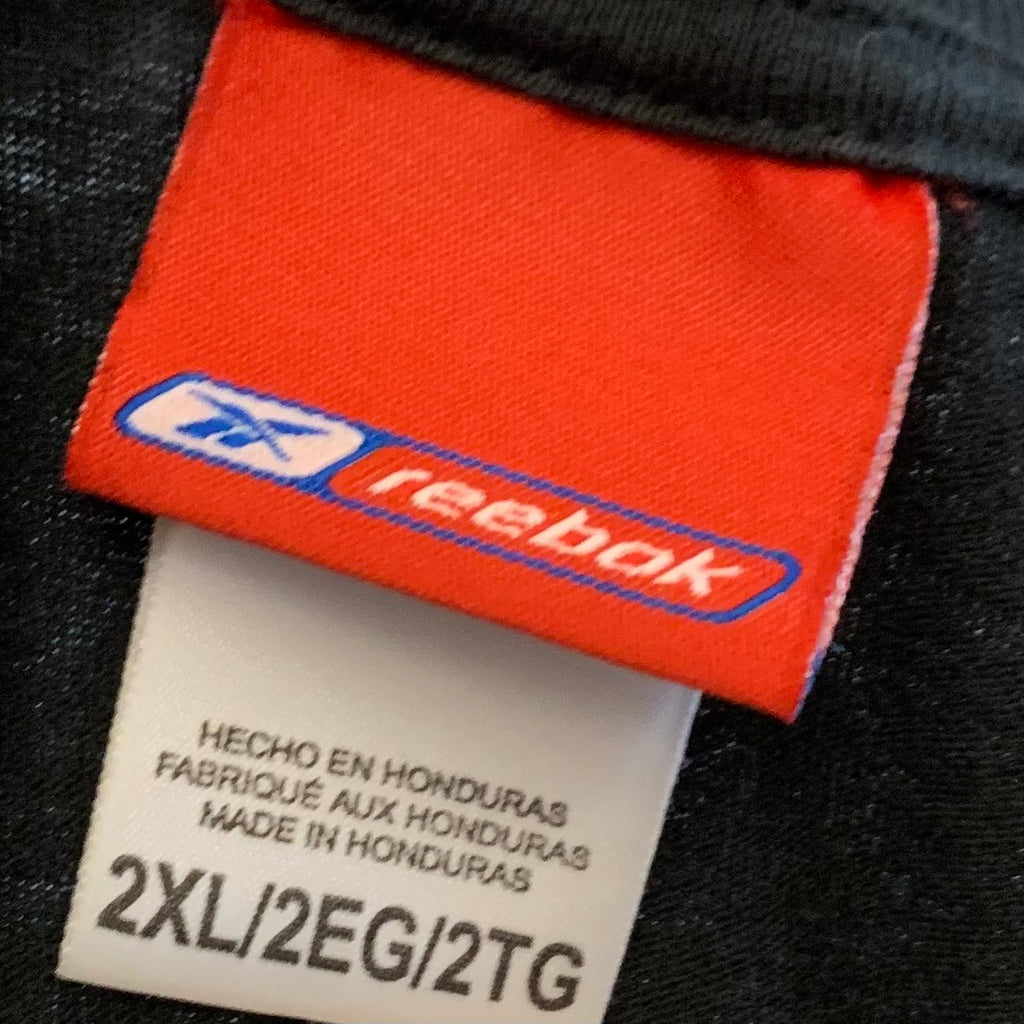 reebok
HECHO EN HONDURAS
FABRIQUÉ AUX HONDURAS
MADE IN HONDURAS
2XL/2EG/2TG